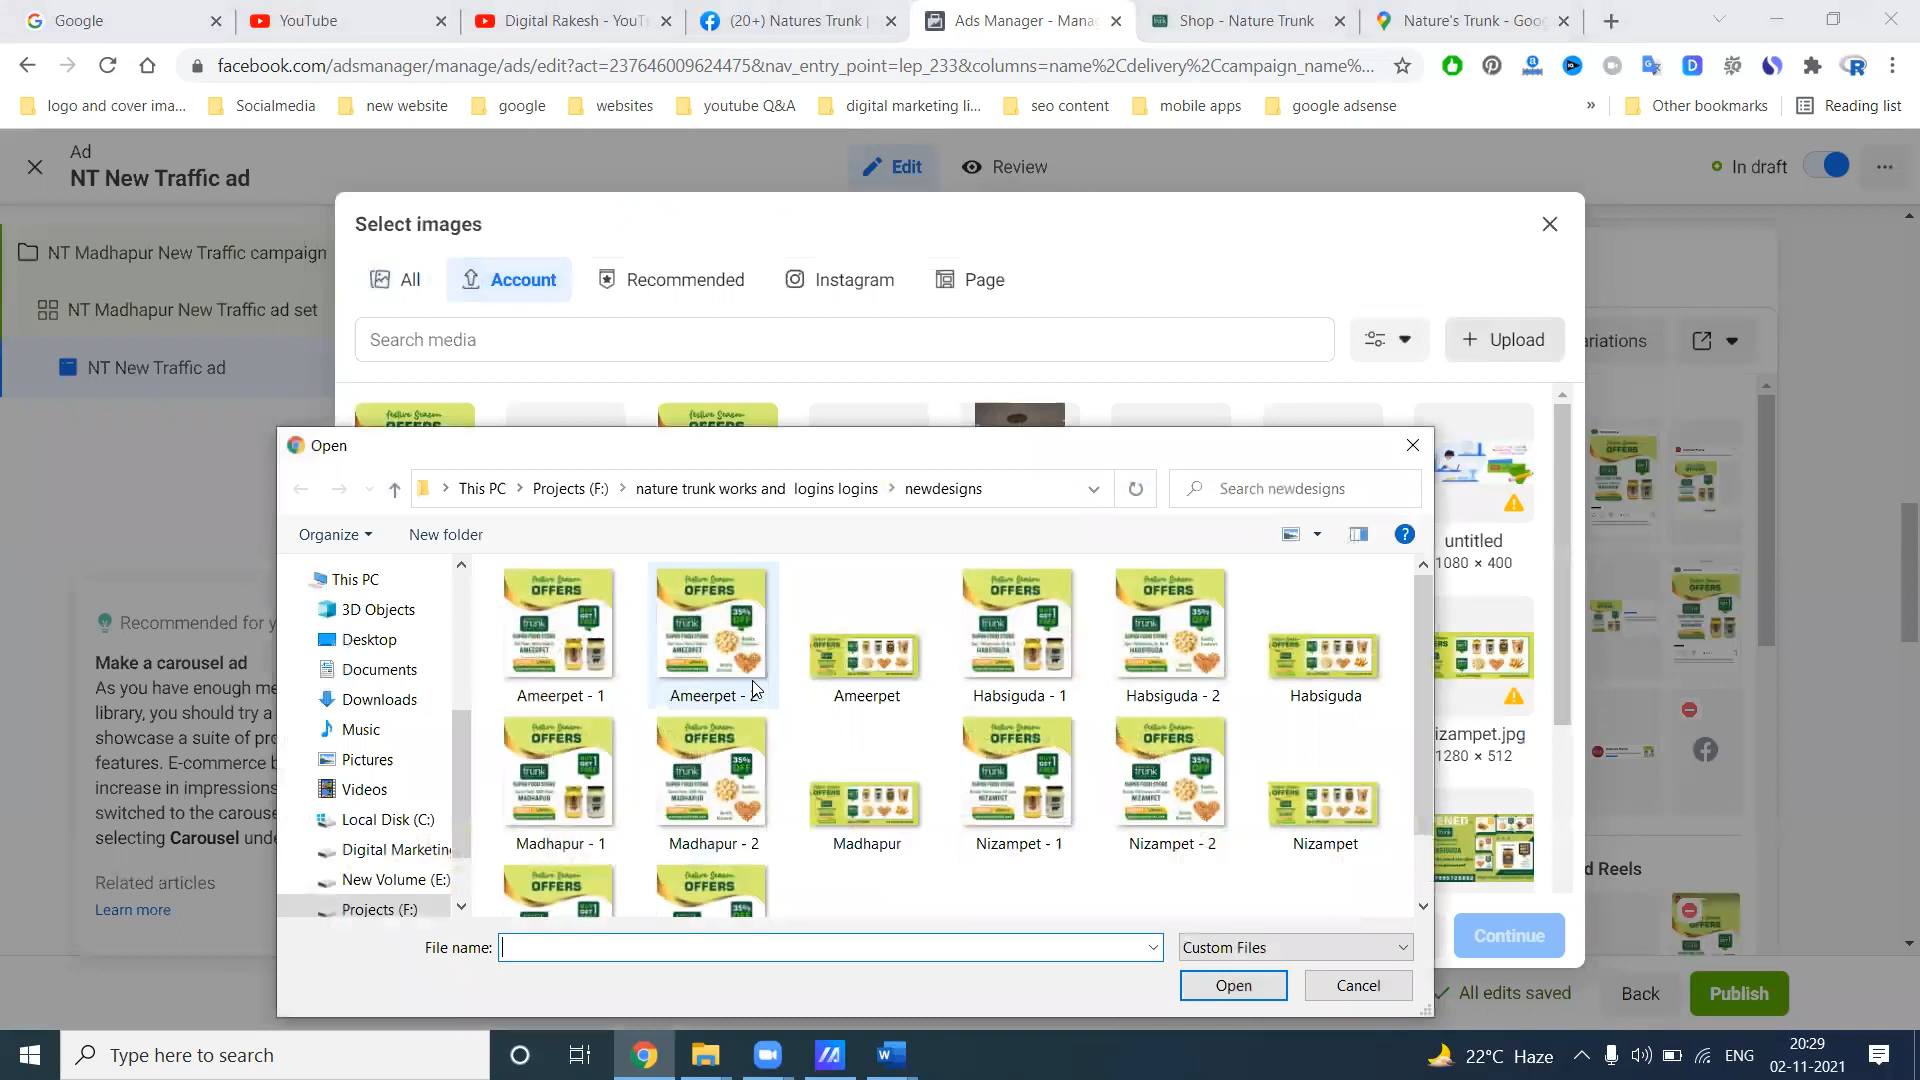 Google
YouTube
Digital Rakesh - YouT
(20+) Natures Trunk |
Ads Manager - Mana
Shop - Nature Trunk
Nature's Trunk - Goo
facebook.com/adsmanager/manage/ads/edit?act=237646009624475&nav_entry_point=lep_233&columns=name%2Cdelivery%2Ccampaign_name%...
logo and cover ima...
Socialmedia
new website
google
websites
youtube Q&A
digital marketing li...
seo content
mobile apps
google adsense
»
Other bookmarks
Reading list
Ad
NT New Traffic ad
Edit
Review
In draft
NT Madhapur New Traffic campaign
NT Madhapur New Traffic ad set
NT New Traffic ad
Select images
All
Account
Recommended
Instagram
Page
Search media
+ Upload
ariations
Open
This PC > Projects (F:) > nature trunk works and logins logins > newdesigns
Search newdesigns
Organize
New folder
This PC
3D Objects
Desktop
Documents
Downloads
Music
Pictures
Videos
Local Disk (C:)
Digital Marketing
New Volume (E:)
Projects (F:)
Ameerpet - 1
Ameerpet - 2
Ameerpet
Habsiguda - 1
Habsiguda - 2
Habsiguda
Madhapur - 1
Madhapur - 2
Madhapur
Nizampet - 1
Nizampet - 2
Nizampet
File name:
Custom Files
Open
Cancel
untitled
1080 × 400
izampet.jpg
1280 × 512
Continue
d Reels
Recommended for y
Make a carousel ad
As you have enough me
library, you should try a
showcase a suite of pro
features. E-commerce b
increase in impressions
switched to the carouse
selecting Carousel unde
Related articles
Learn more
All edits saved
Back
Publish
Type here to search
22°C Haze
ENG
20:29
02-11-2021